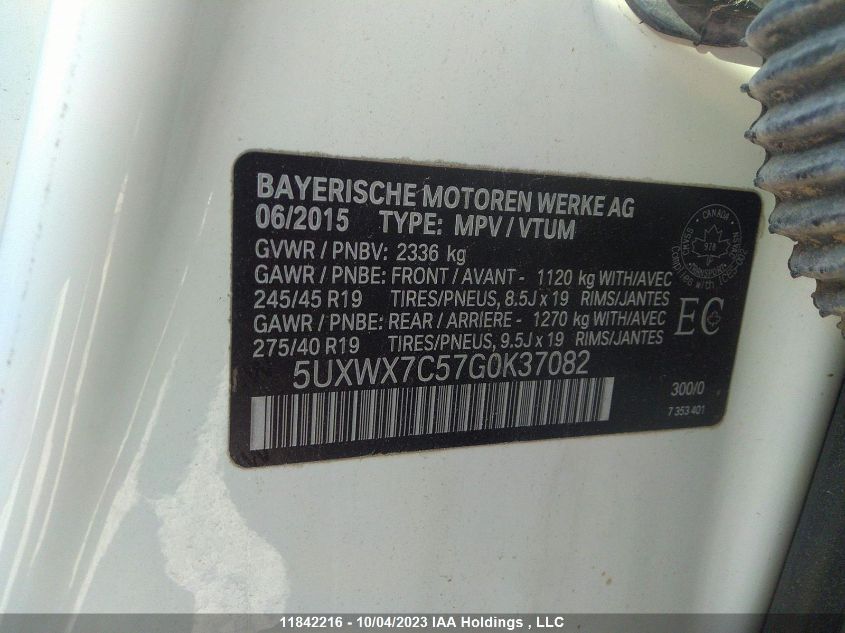 BAYERISCHE MOTOREN WERKE AG
06/2015 TYPE: MPV / VTUM
GVWR / PNBV: 2336 kg
GAWR / PNBE: FRONT / AVANT - 1120 kg WITH/AVEC
245/45 R19 TIRES/PNEUS, 8.5J x 19 RIMS/JANTES
GAWR / PNBE: REAR / ARRIERE - 1270 kg WITH/AVEC
275/40 R19 TIRES/PNEUS, 9.5J x 19 RIMS/JANTES
5UXWX7C57G0K37082
CANADA
978
TRANSPORT
EC
300/0
7 353 401
11842216 - 10/04/2023 IAA Holdings , LLC